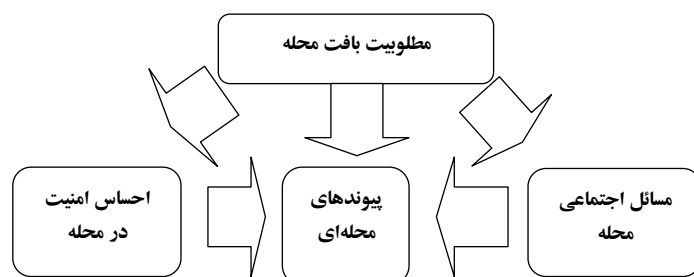 مطلوبیت بافت محله
مسائل اجتماعی
محله
پیوندهای
محله‌ای
احساس امنیت
در محله